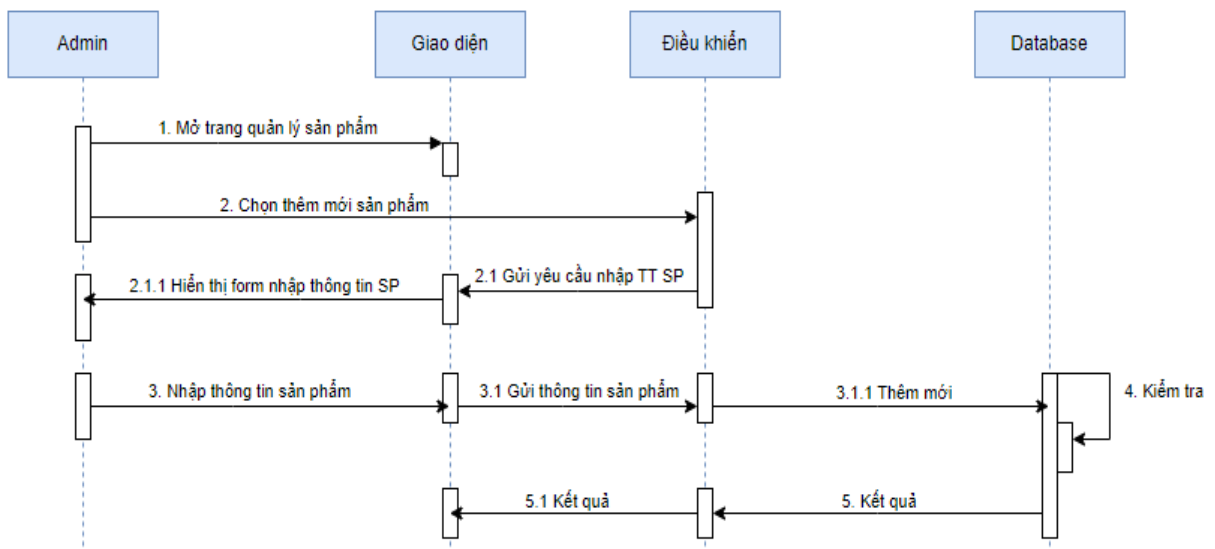 Admin
Giao diện
Điều khiển
Database
1. Mở trang quản lý sản phẩm
2. Chọn thêm mới sản phẩm
2.1 Gửi yêu cầu nhập TT SP
2.1.1 Hiển thị form nhập thông tin SP
3. Nhập thông tin sản phẩm
3.1 Gửi thông tin sản phẩm
3.1.1 Thêm mới
4. Kiểm tra
5.1 Kết quả
5. Kết quả